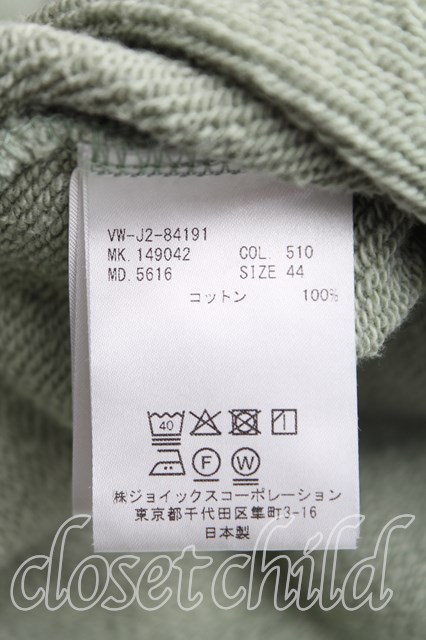 VW-J2-84191
MK. 149042 COL. 510
MD. 5616 SIZE 44
コットン 100%
40
F W
㈱ジョイックスコーポレーション
東京都千代田区隼町3-16
日本製
closetchild
closetchild